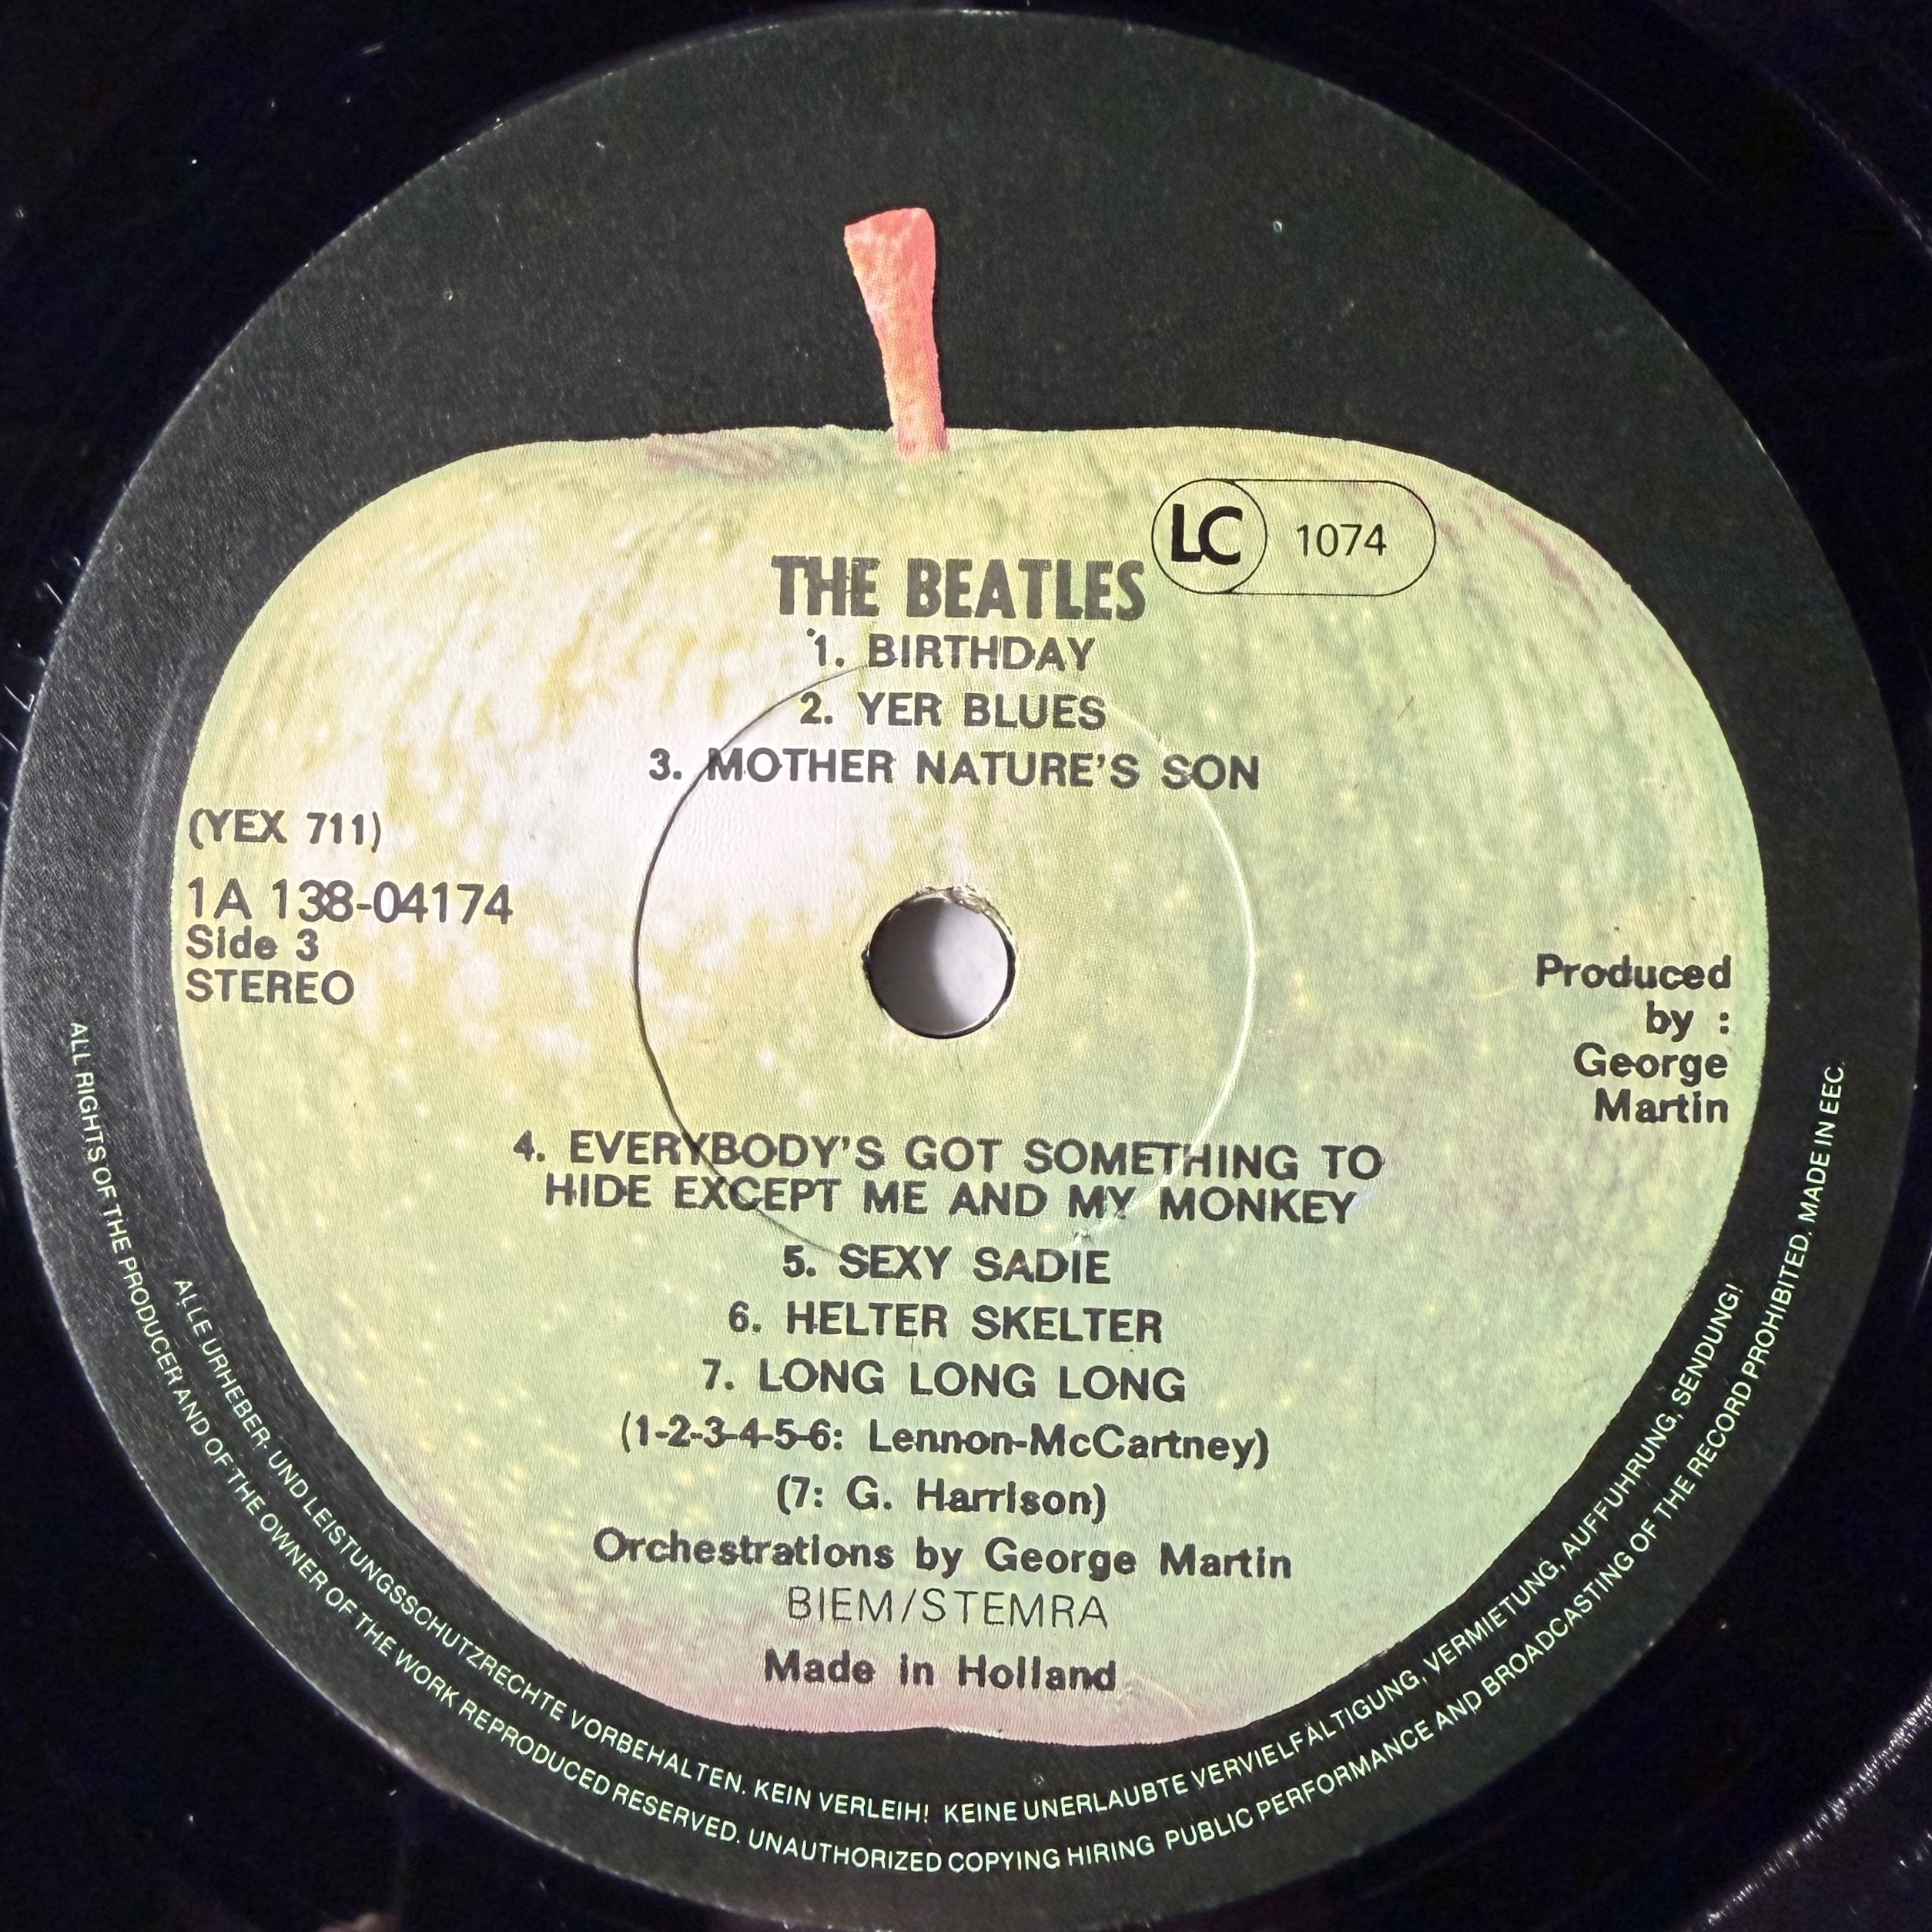 LC 1074
THE BEATLES
1. BIRTHDAY
2. YER BLUES
3. MOTHER NATURE'S SON
(YEX 711)
1A 138-04174
Side 3
STEREO
Produced
by :
George
Martin
4. EVERYBODY'S GOT SOMETHING TO
HIDE EXCEPT ME AND MY MONKEY
5. SEXY SADIE
6. HELTER SKELTER
7. LONG LONG LONG
(1-2-3-4-5-6: Lennon-McCartney)
(7: G. Harrison)
Orchestrations by George Martin
BIEM/STEMRA
Made in Holland
ALLE URHEBER- UND LEISTUNGSSCHUTZRECHTE VORBEHALTEN. KEIN VERLEIH! KEINE UNERLAUBTE VERVIELFÄLTIGUNG, VERMIETUNG, AUFFUHRUNG, SENDUNG!
ALL RIGHTS OF THE PRODUCER AND OF THE OWNER OF THE WORK REPRODUCED RESERVED. UNAUTHORIZED COPYING HIRING PUBLIC PERFORMANCE AND BROADCASTING OF THE RECORD PROHIBITED. MADE IN EEC.